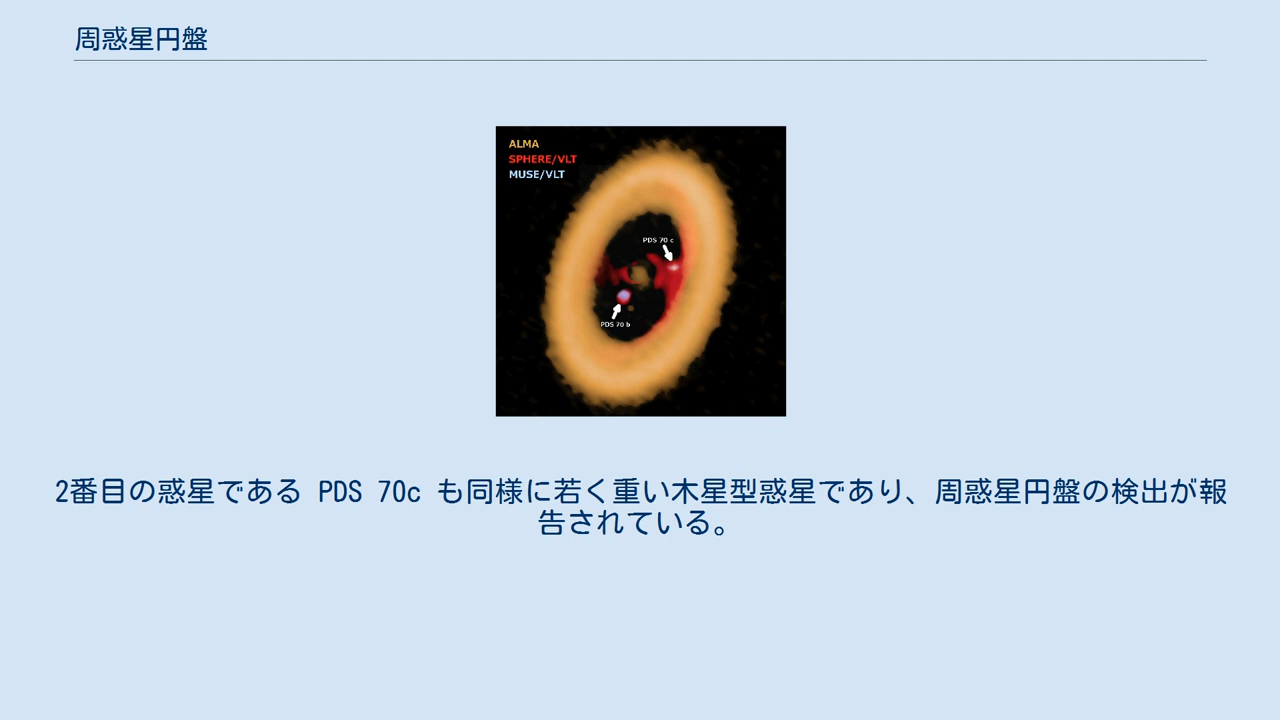 周惑星円盤
ALMA
SPHERE/VLT
MUSE/VLT
PDS 70 c
PDS 70 b
2番目の惑星である PDS 70c も同様に若く重い木星型惑星であり、周惑星円盤の検出が報
告されている。